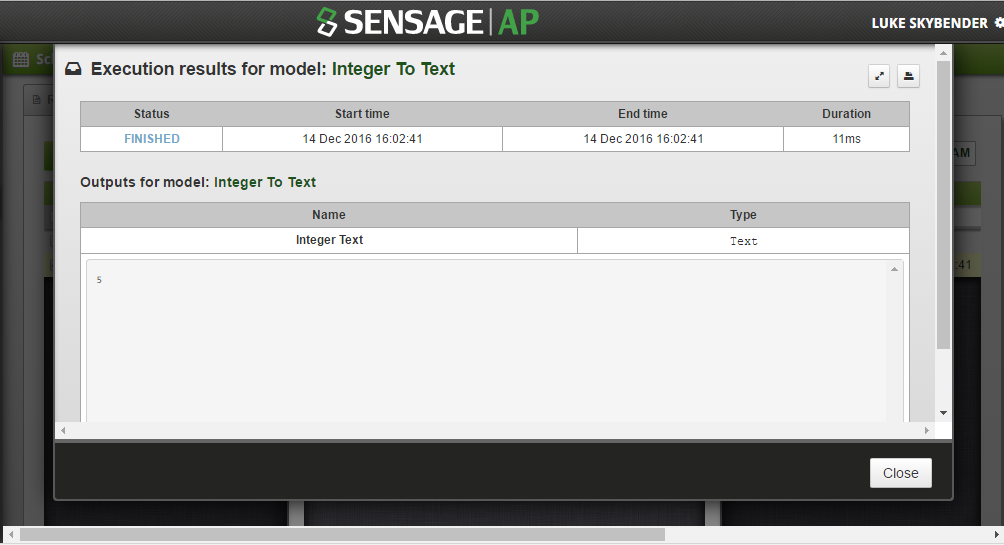 SENSAGE AP
LUKE SKYBENDER
Execution results for model: Integer To Text
Status Start time End time Duration
FINISHED 14 Dec 2016 16:02:41 14 Dec 2016 16:02:41 11ms
AM
Outputs for model: Integer To Text
Name Type
Integer Text Text
:41
5
Close